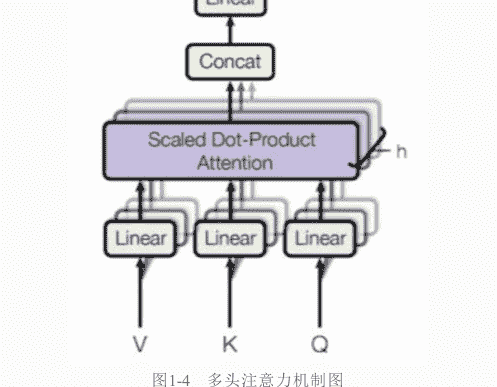 Linear
Concat
Scaled Dot-Product
Attention
h
Linear Linear Linear
V K Q
图1-4 多头注意力机制图